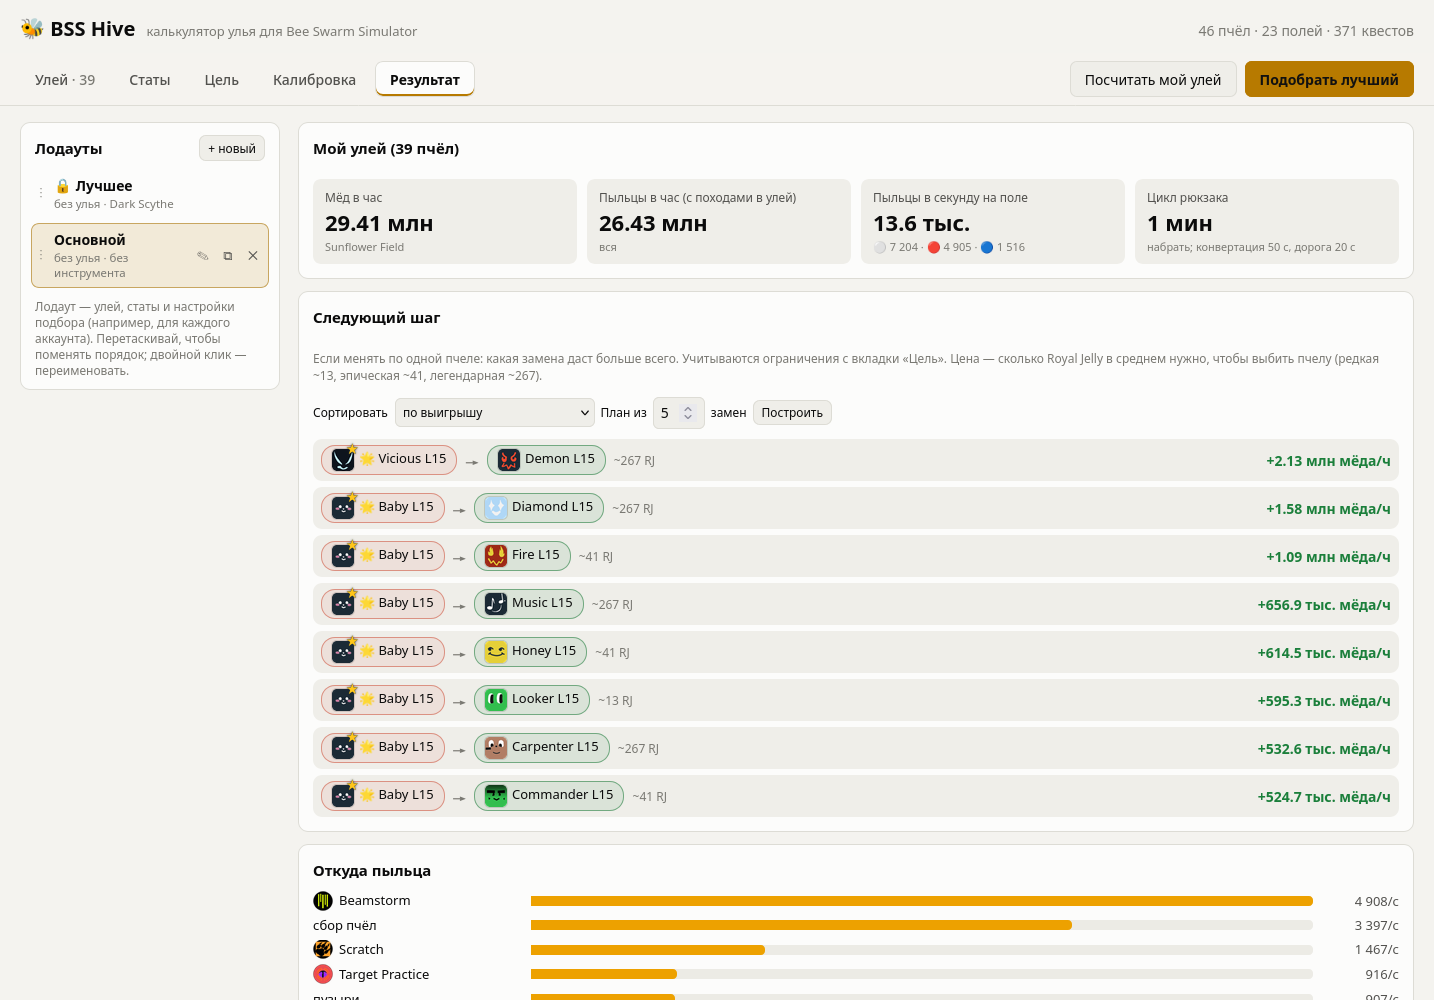 BSS Hive калькулятор улья для Bee Swarm Simulator
46 пчёл · 23 полей · 371 квестов
Улей · 39
Статы
Цель
Калибровка
Результат
Посчитать мой улей
Подобрать лучший
Лодауты
+ новый
Лучшее
без улья · Dark Scythe
Основной
без улья · без
инструмента
Лодаут — улей, статы и настройки
подбора (например, для каждого
аккаунта). Перетаскивай, чтобы
поменять порядок; двойной клик —
переименовать.
Мой улей (39 пчёл)
Мёд в час
29.41 млн
Sunflower Field
Пыльцы в час (с походами в улей)
26.43 млн
вся
Пыльцы в секунду на поле
13.6 тыс.
7 204 · 4 905 · 1 516
Цикл рюкзака
1 мин
набрать; конвертация 50 с, дорога 20 с
Следующий шаг
Если менять по одной пчеле: какая замена даст больше всего. Учитываются ограничения с вкладки «Цель». Цена — сколько Royal Jelly в среднем нужно, чтобы выбить пчелу (редкая
~13, эпическая ~41, легендарная ~267).
Сортировать по выигрышу План из 5 замен Построить
Vicious L15 → Demon L15 ~267 RJ +2.13 млн мёда/ч
Baby L15 → Diamond L15 ~267 RJ +1.58 млн мёда/ч
Baby L15 → Fire L15 ~41 RJ +1.09 млн мёда/ч
Baby L15 → Music L15 ~267 RJ +656.9 тыс. мёда/ч
Baby L15 → Honey L15 ~41 RJ +614.5 тыс. мёда/ч
Baby L15 → Looker L15 ~13 RJ +595.3 тыс. мёда/ч
Baby L15 → Carpenter L15 ~267 RJ +532.6 тыс. мёда/ч
Baby L15 → Commander L15 ~41 RJ +524.7 тыс. мёда/ч
Откуда пыльца
Beamstorm 4 908/с
сбор пчёл 3 397/с
Scratch 1 467/с
Target Practice 916/с
пузыри 907/с